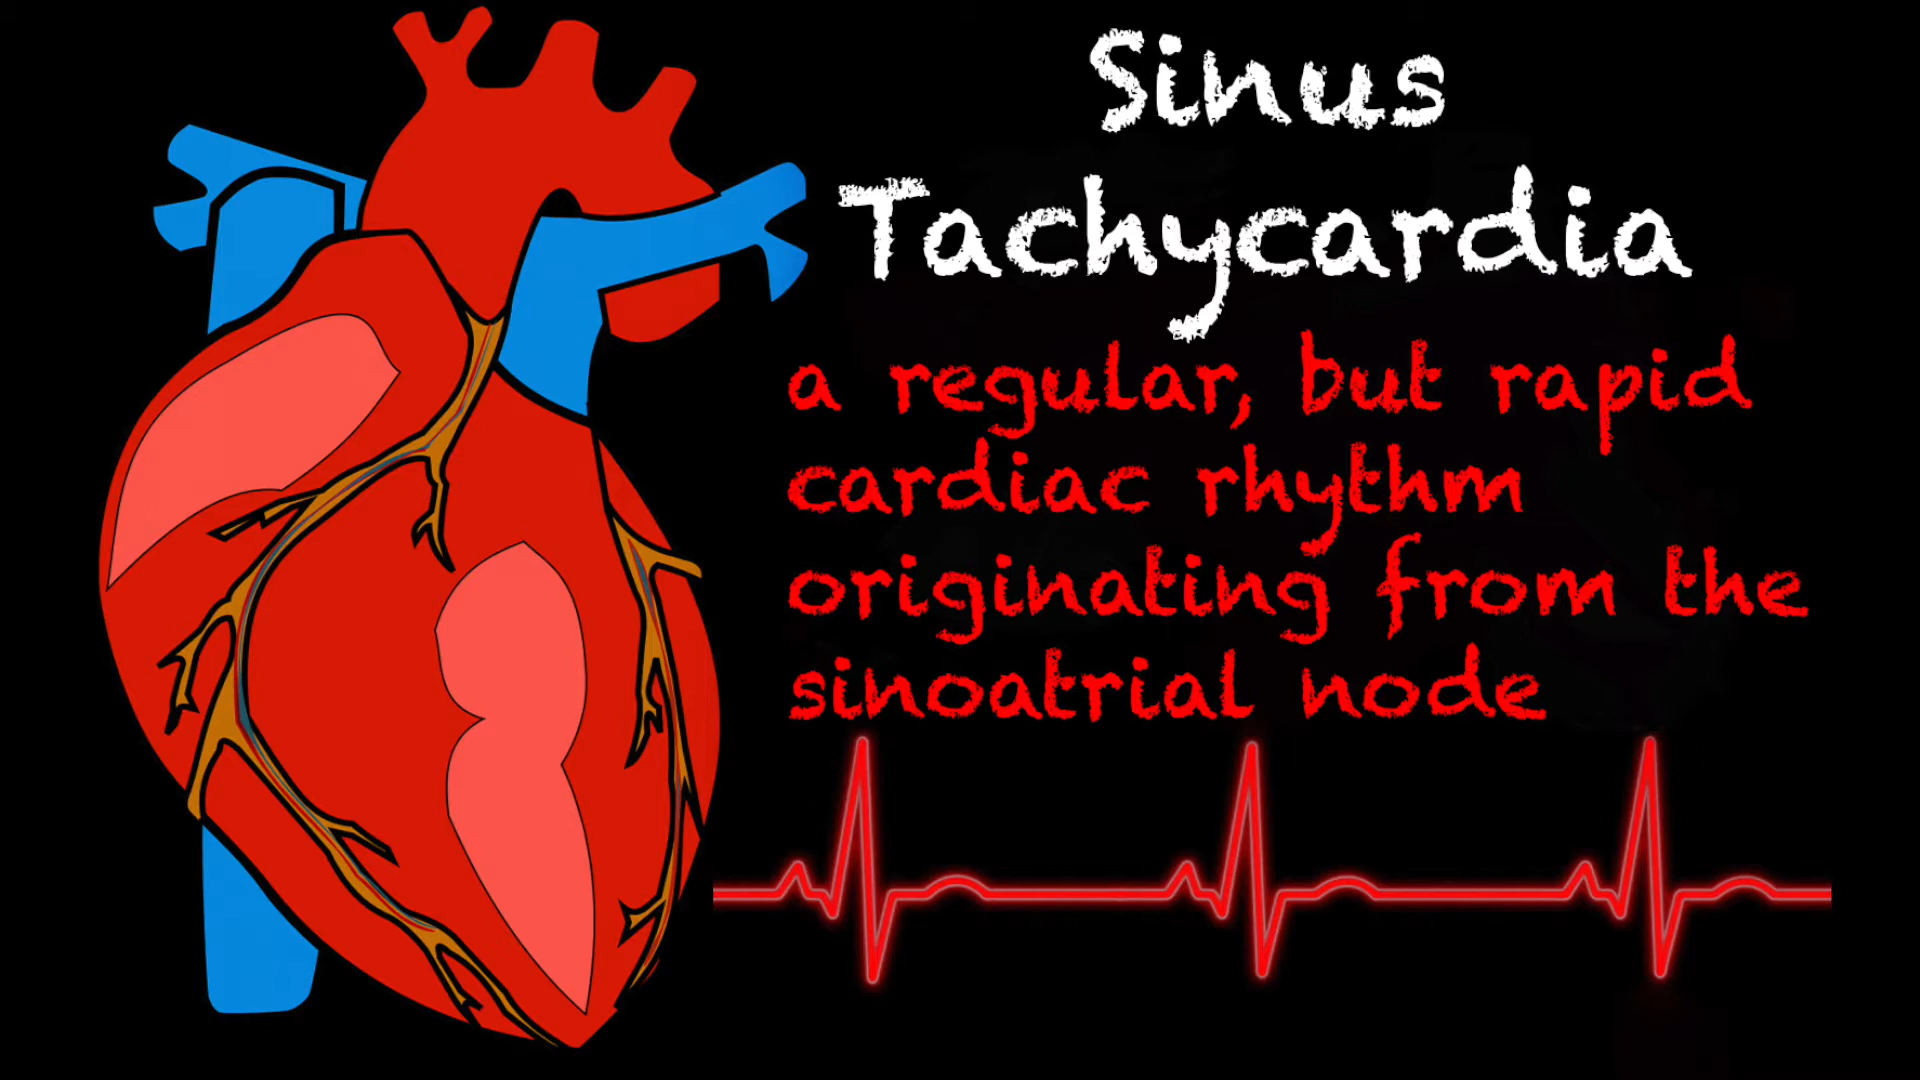 Sinus
Tachycardia
a regular, but rapid
cardiac rhythm
originating from the
sinoatrial node